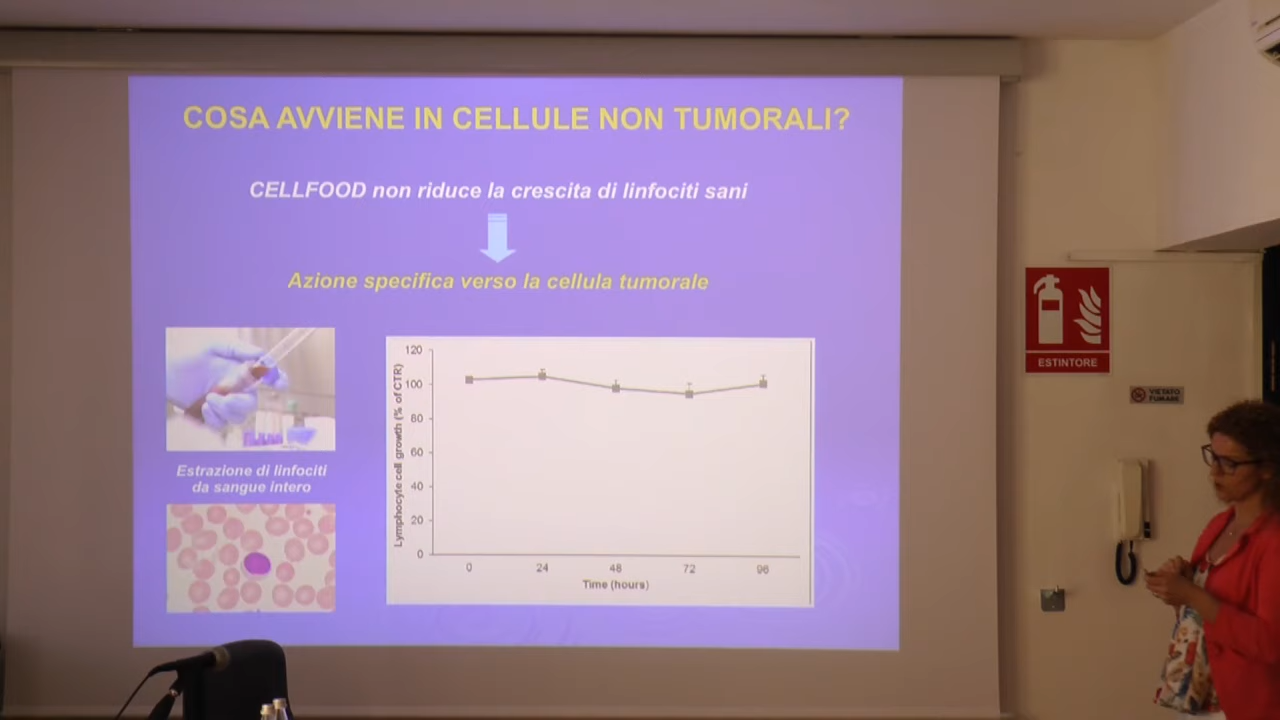 COSA AVVIENE IN CELLULE NON TUMORALI?
CELLFOOD non riduce la crescita di linfociti sani
Azione specifica verso la cellula tumorale
Estrazione di linfociti
da sangue intero
Lymphocyte cell growth (% of CTR)
120
100
80
60
40
20
0
0 24 48 72 96
Time (hours)
ESTINTORE
VIETATO
FUMARE